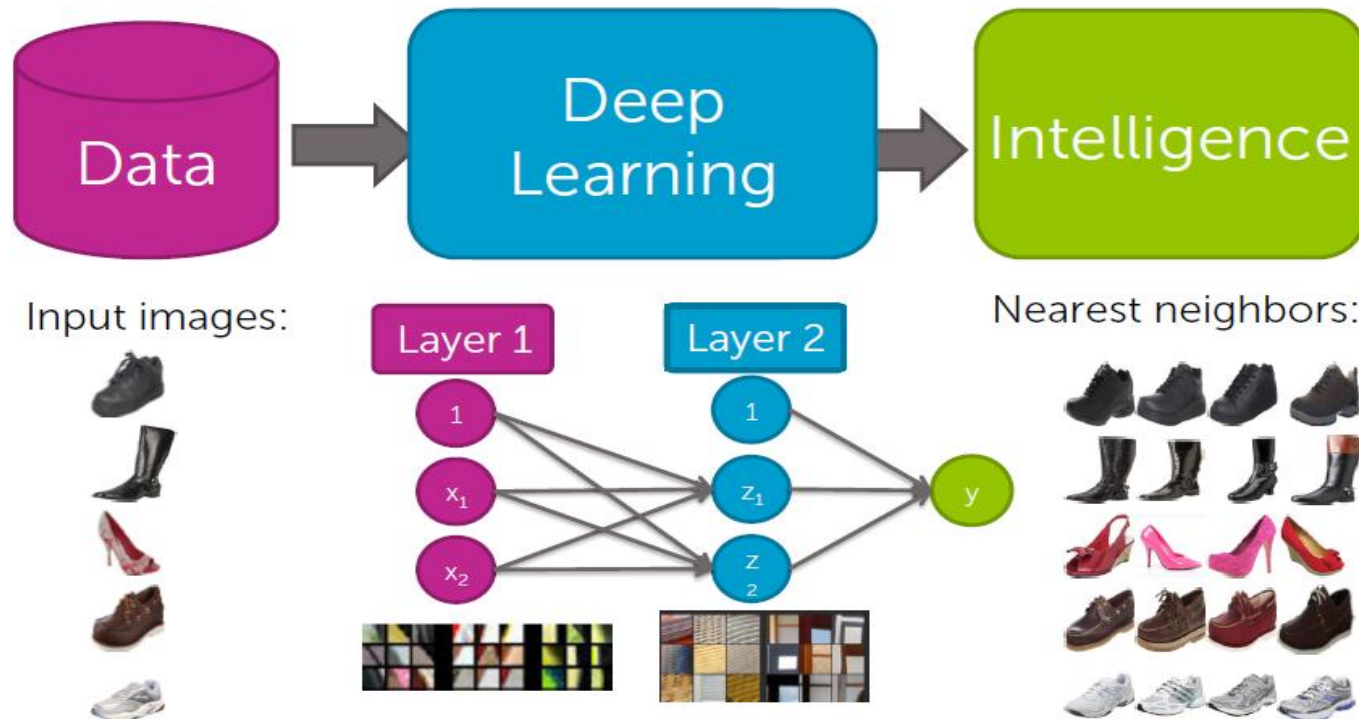 Data
Deep
Learning
Intelligence
Input images:
Layer 1
Layer 2
Nearest neighbors:
1
1
x₁
z₁
y
x₂
z
2